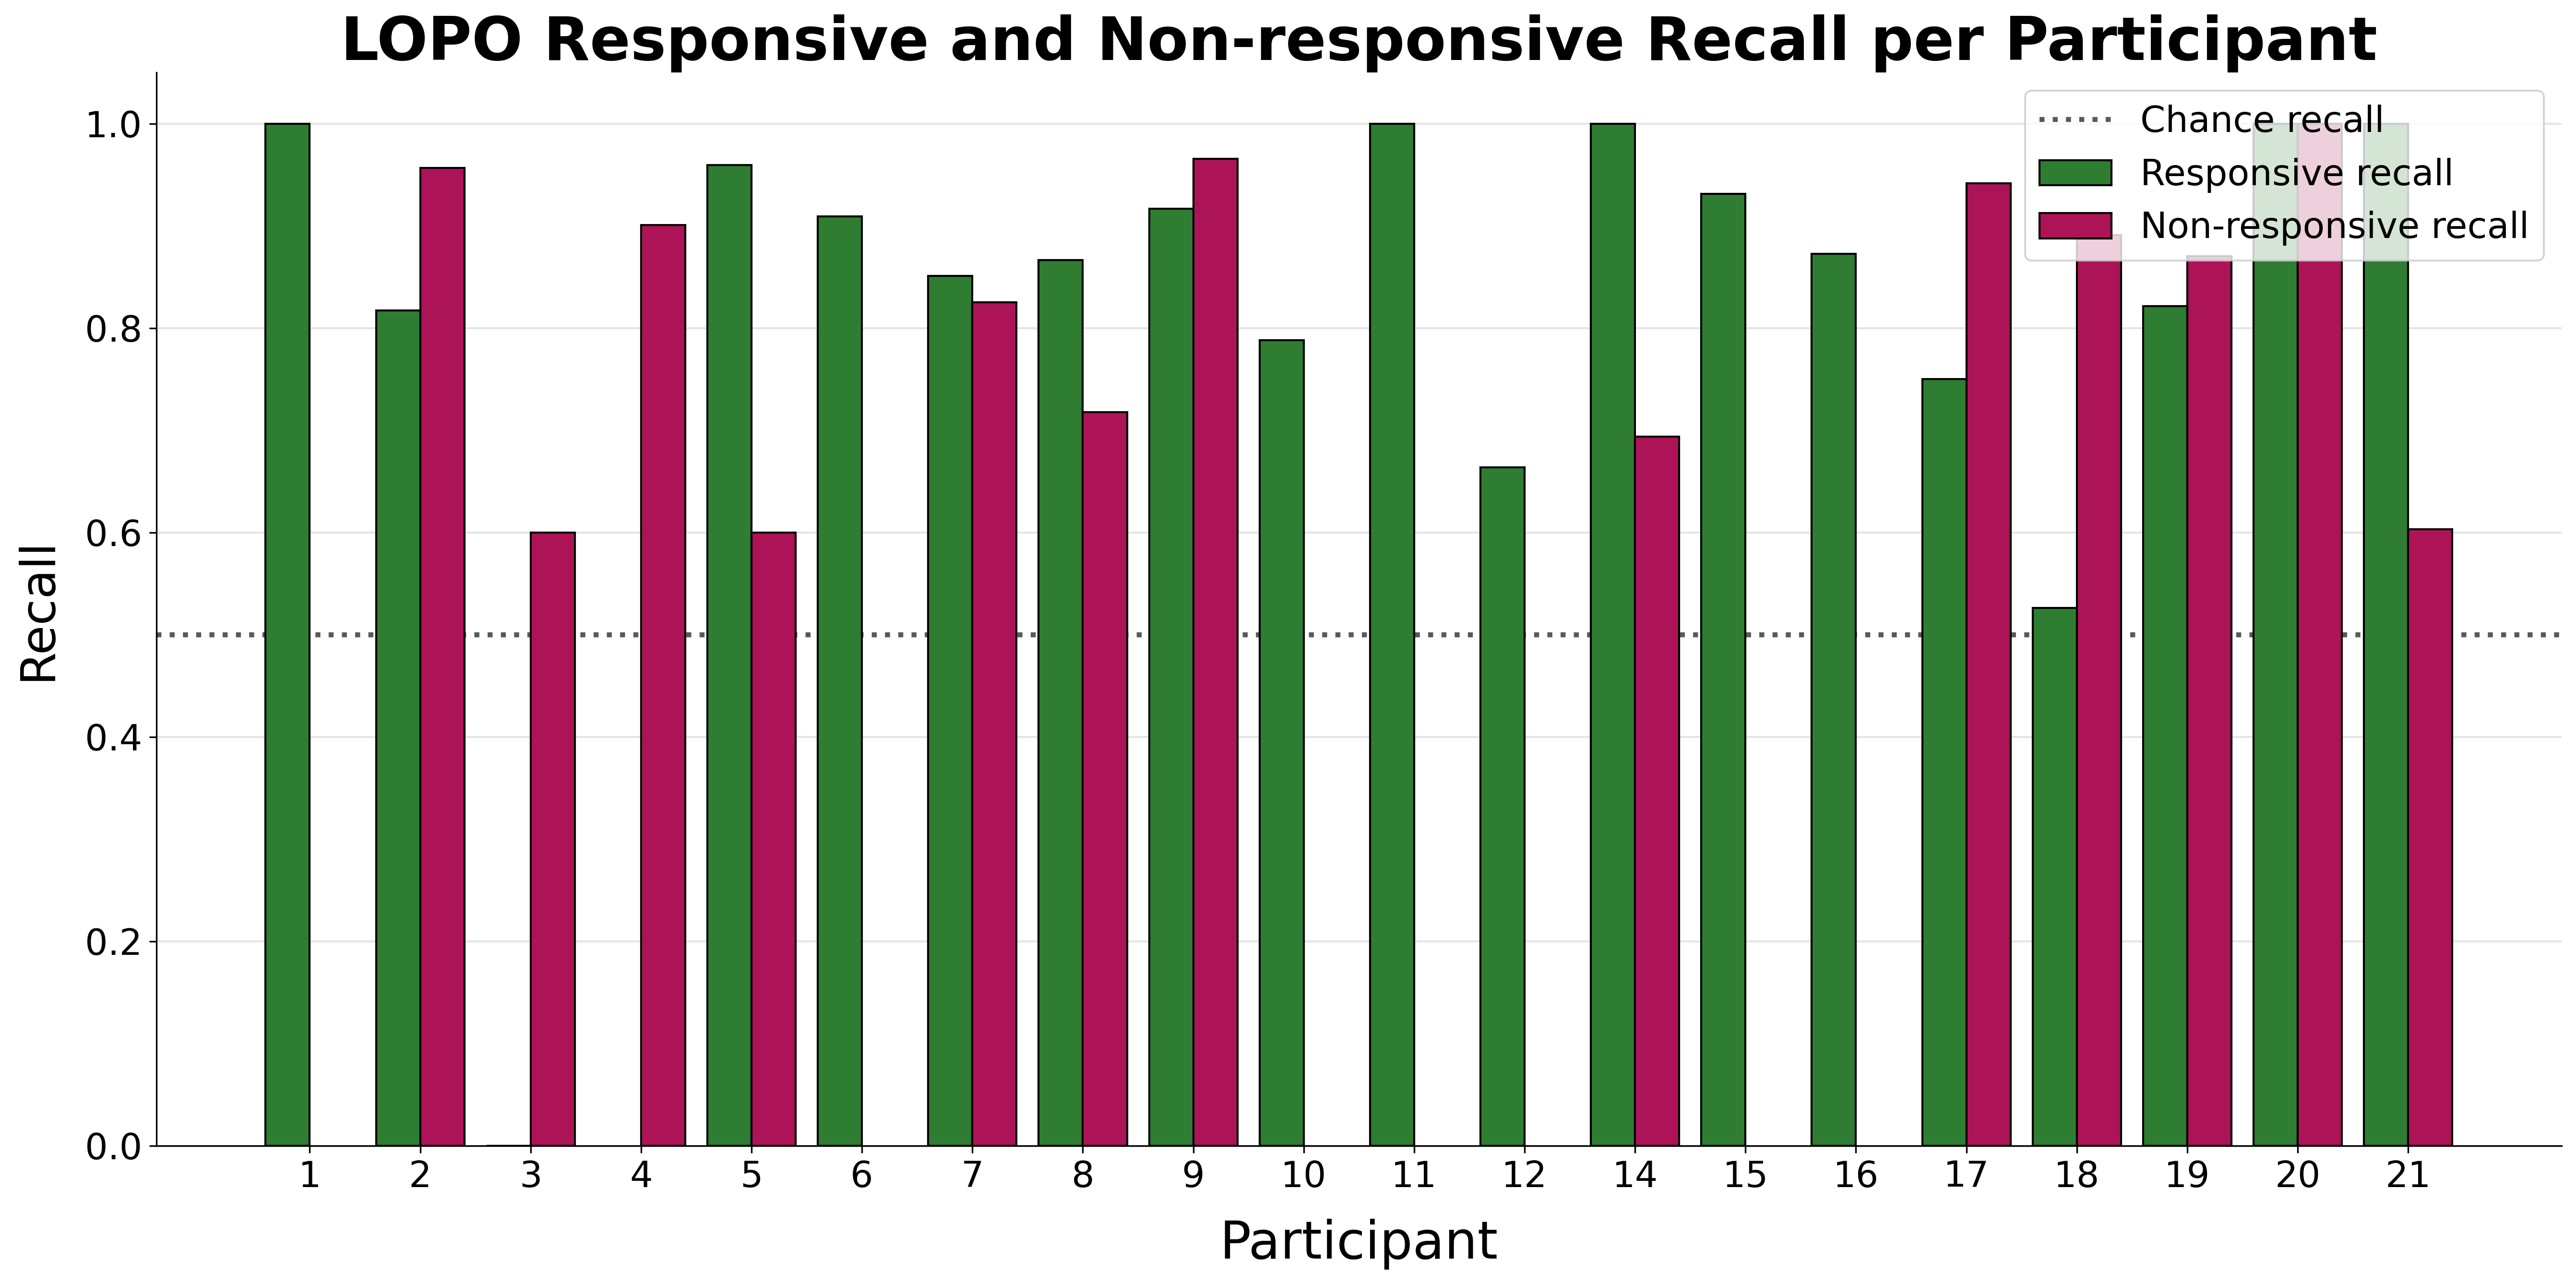 LOPO Responsive and Non-responsive Recall per Participant
Chance recall
Responsive recall
Non-responsive recall
Recall
1.0
0.8
0.6
0.4
0.2
0.0
1 2 3 4 5 6 7 8 9 10 11 12 14 15 16 17 18 19 20 21
Participant